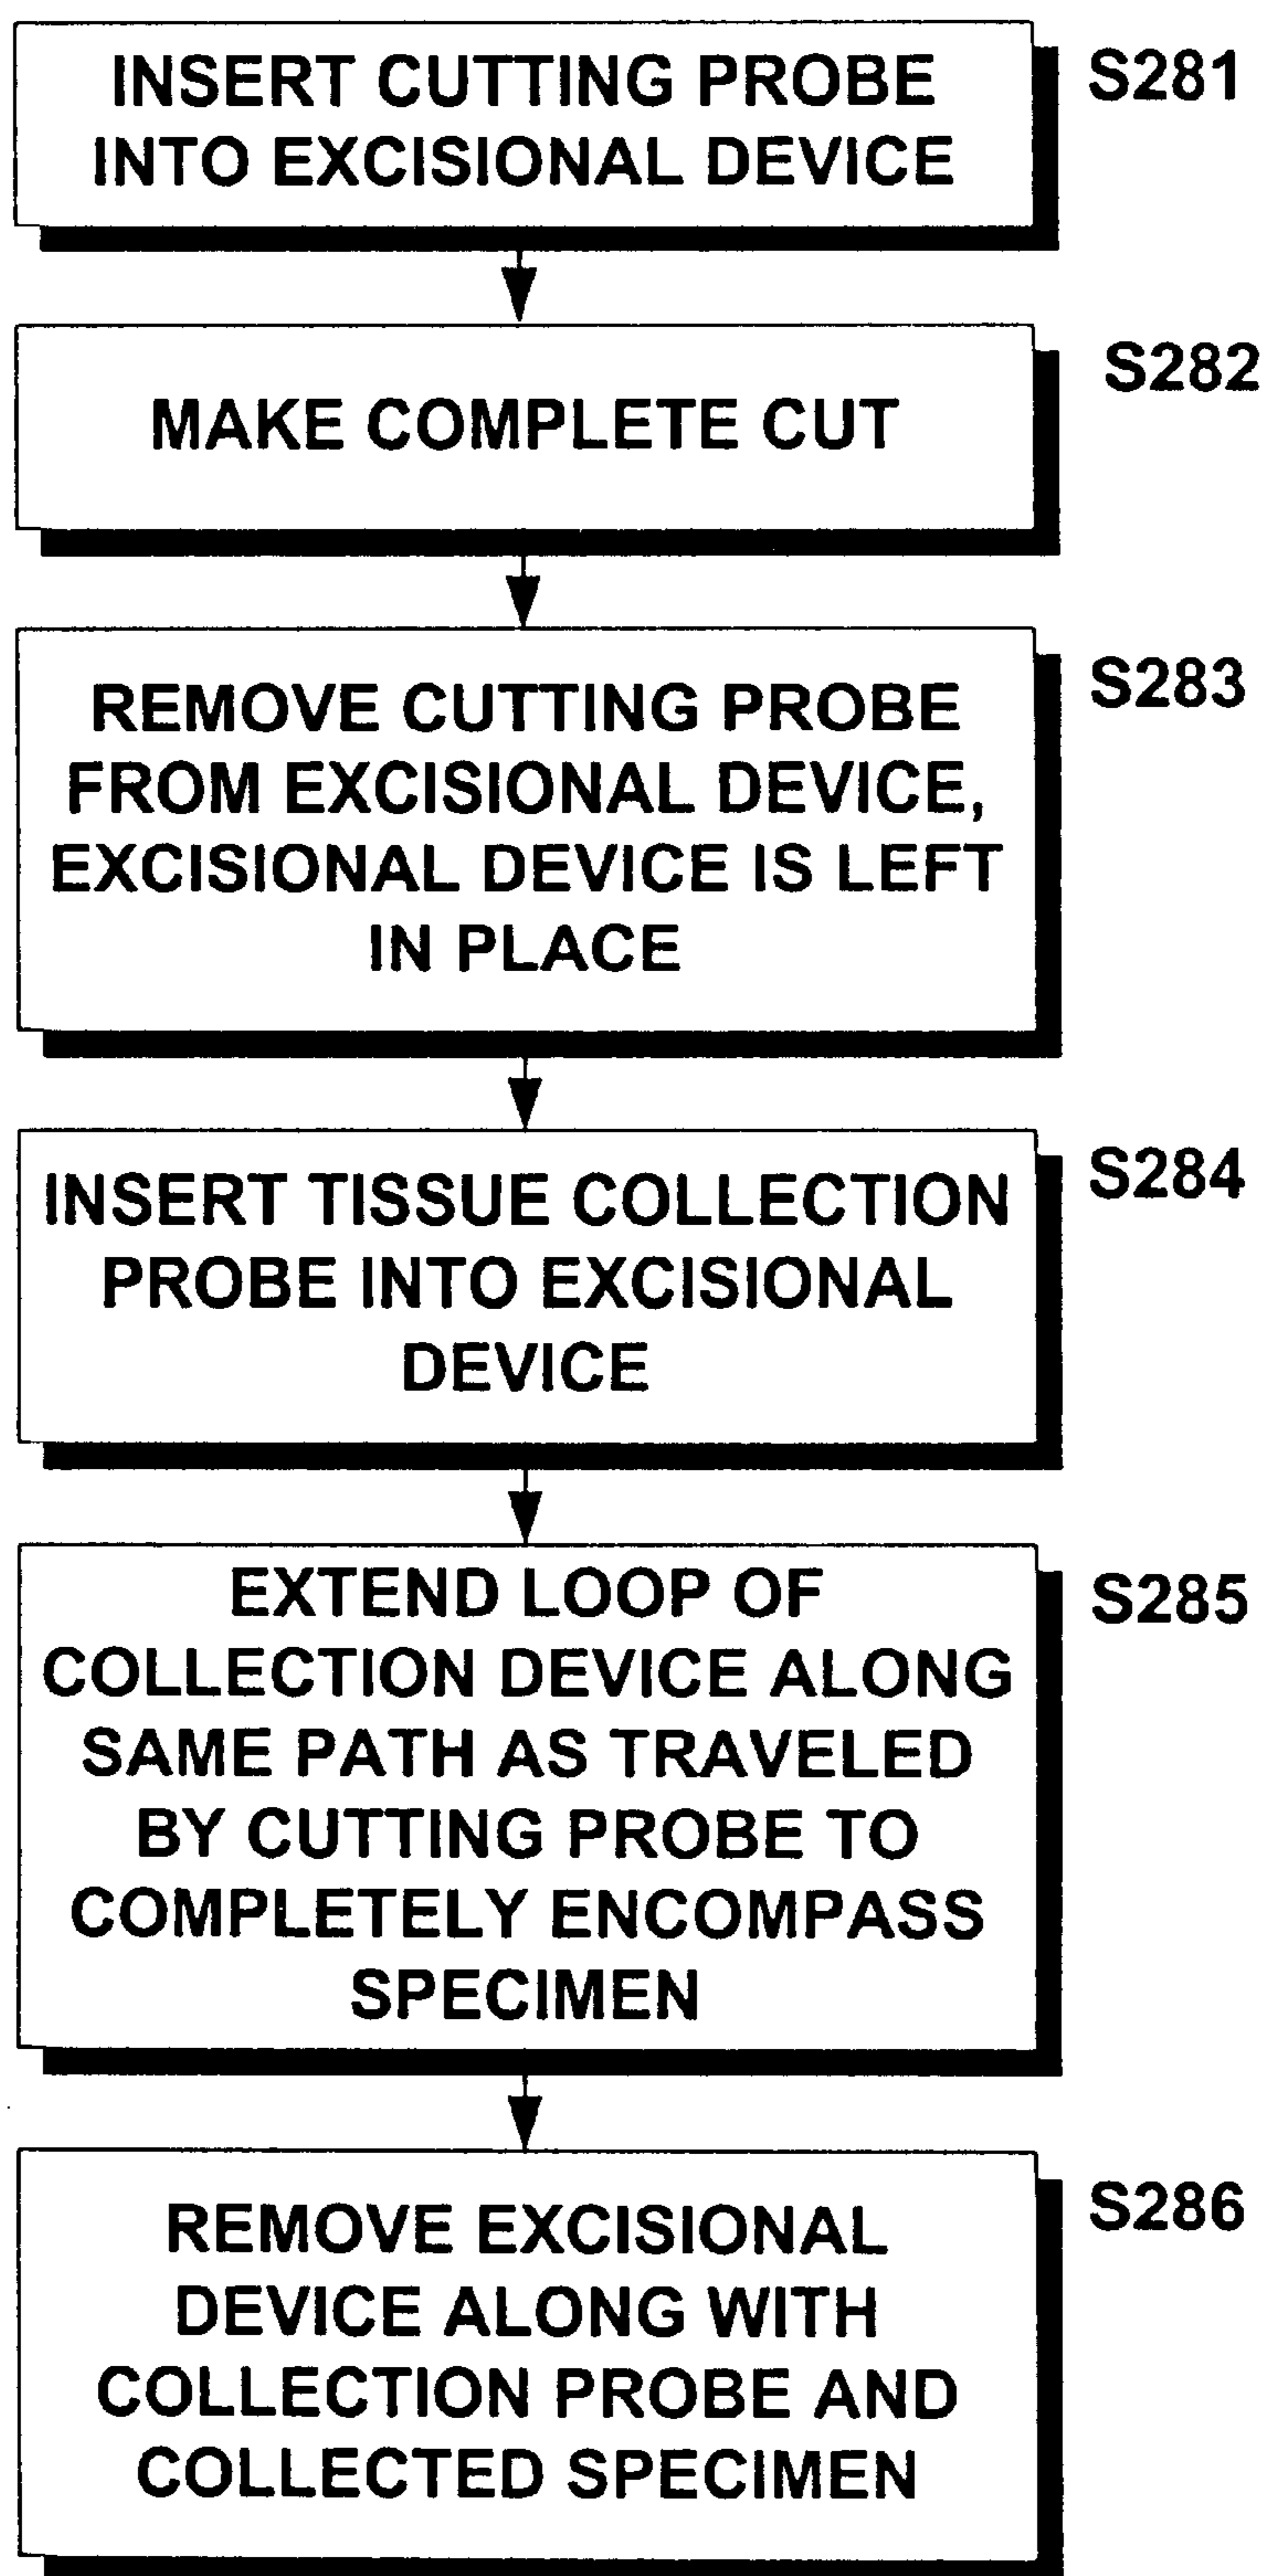 INSERT CUTTING PROBE
INTO EXCISIONAL DEVICE
S281
MAKE COMPLETE CUT
S282
REMOVE CUTTING PROBE
FROM EXCISIONAL DEVICE,
EXCISIONAL DEVICE IS LEFT
IN PLACE
S283
INSERT TISSUE COLLECTION
PROBE INTO EXCISIONAL
DEVICE
S284
EXTEND LOOP OF
COLLECTION DEVICE ALONG
SAME PATH AS TRAVELED
BY CUTTING PROBE TO
COMPLETELY ENCOMPASS
SPECIMEN
S285
REMOVE EXCISIONAL
DEVICE ALONG WITH
COLLECTION PROBE AND
COLLECTED SPECIMEN
S286